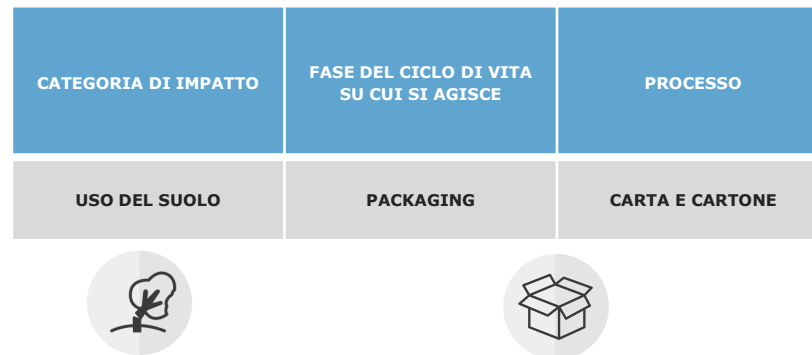 CATEGORIA DI IMPATTO
FASE DEL CICLO DI VITA
SU CUI SI AGISCE
PROCESSO
USO DEL SUOLO
PACKAGING
CARTA E CARTONE